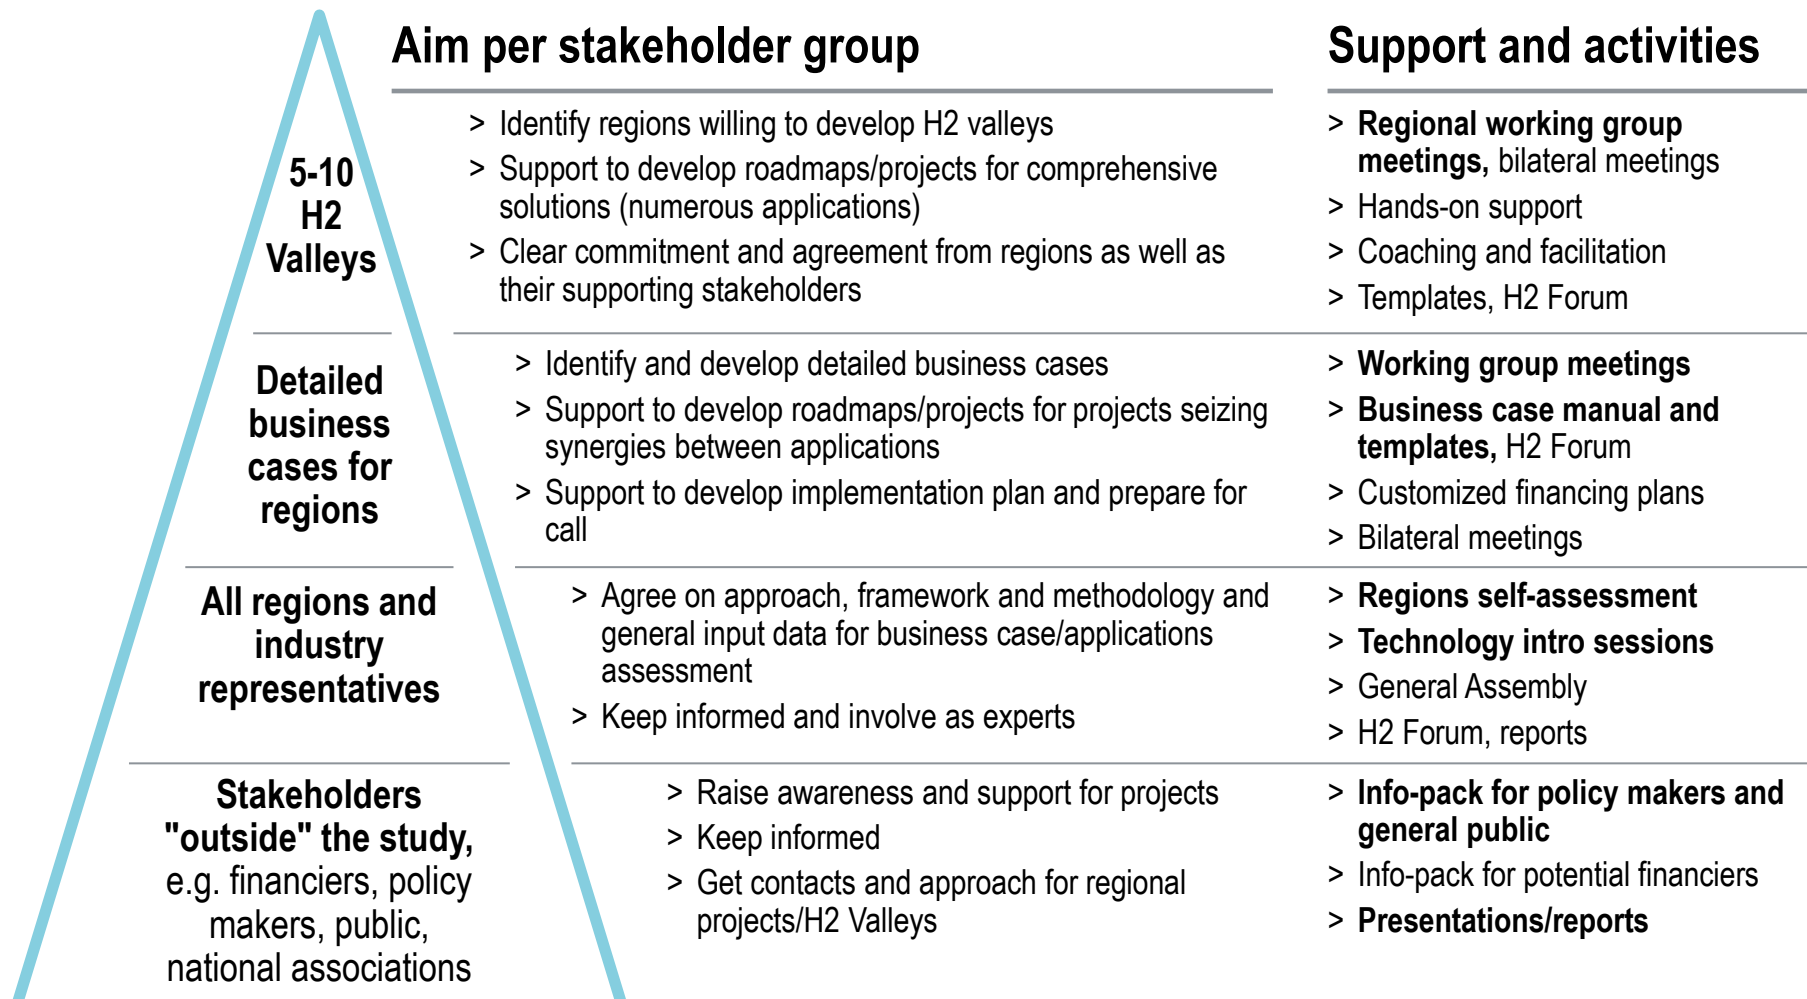 Aim per stakeholder group
Support and activities
5-10
H2
Valleys
> Identify regions willing to develop H2 valleys
> Support to develop roadmaps/projects for comprehensive
solutions (numerous applications)
> Clear commitment and agreement from regions as well as
their supporting stakeholders
> Regional working group
meetings, bilateral meetings
> Hands-on support
> Coaching and facilitation
> Templates, H2 Forum
Detailed
business
cases for
regions
> Identify and develop detailed business cases
> Support to develop roadmaps/projects for projects seizing
synergies between applications
> Support to develop implementation plan and prepare for
call
> Working group meetings
> Business case manual and
templates, H2 Forum
> Customized financing plans
> Bilateral meetings
All regions and
industry
representatives
> Agree on approach, framework and methodology and
general input data for business case/applications
assessment
> Keep informed and involve as experts
> Regions self-assessment
> Technology intro sessions
> General Assembly
> H2 Forum, reports
Stakeholders
"outside" the study,
e.g. financiers, policy
makers, public,
national associations
> Raise awareness and support for projects
> Keep informed
> Get contacts and approach for regional
projects/H2 Valleys
> Info-pack for policy makers and
general public
> Info-pack for potential financiers
> Presentations/reports